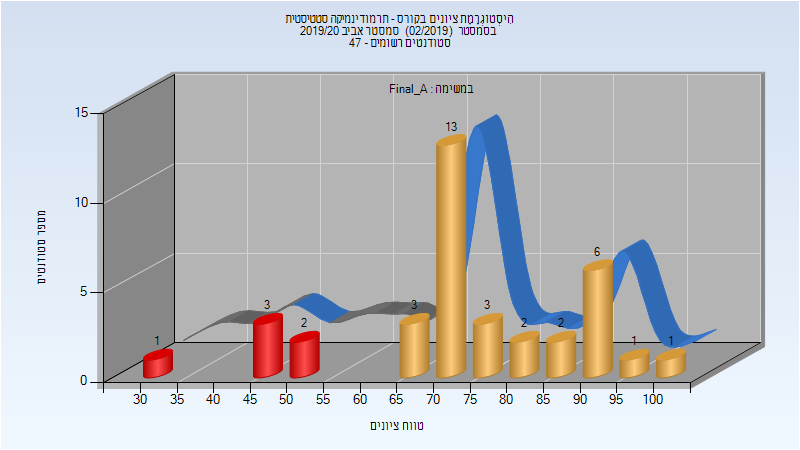 היסטוגרמת ציונים בקורס - תרמודינמיקה סטטיסטית
בסמסטר (02/2019) סמסטר אביב 2019/20
סטודנטים רשומים - 47
במשימה : Final_A
מספר סטודנטים
15
10
5
0
1
3
2
3
13
3
2
2
6
1
1
30 35 40 45 50 55 60 65 70 75 80 85 90 95 100
טווח ציונים